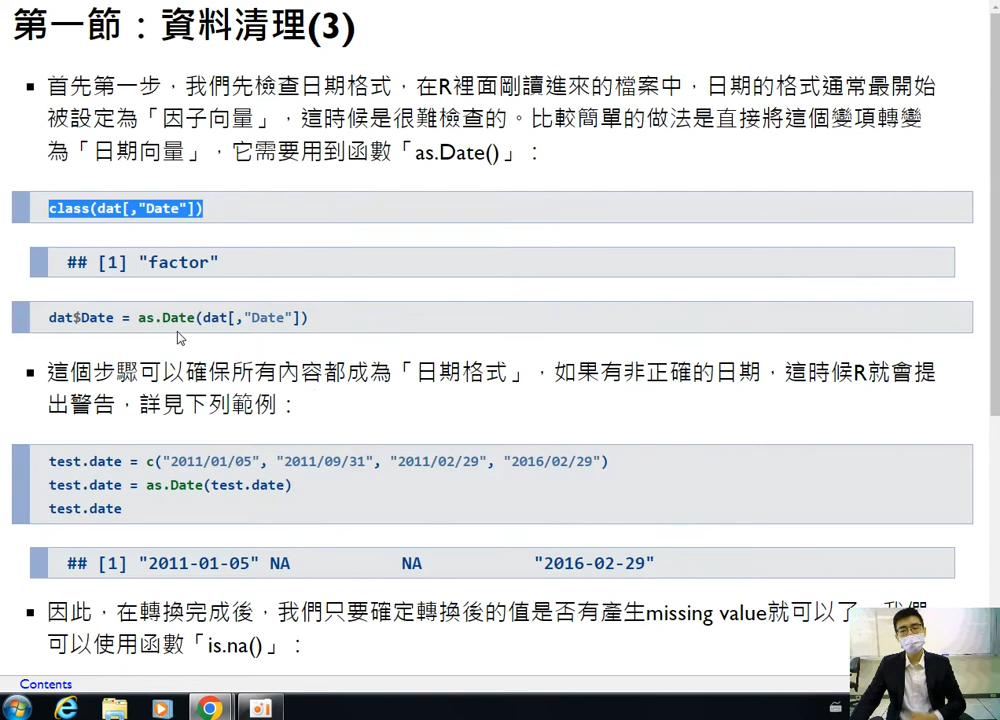 第一節：資料清理(3)
首先第一步，我們先檢查日期格式，在R裡面剛讀進來的檔案中，日期的格式通常最開始
被設定為「因子向量」，這時候是很難檢查的。比較簡單的做法是直接將這個變項轉變
為「日期向量」，它需要用到函數「as.Date()」：
class(dat[,"Date"])
## [1] "factor"
dat$Date = as.Date(dat[,"Date"])
這個步驟可以確保所有內容都成為「日期格式」，如果有非正確的日期，這時候R就會提
出警告，詳見下列範例：
test.date = c("2011/01/05", "2011/09/31", "2011/02/29", "2016/02/29")
test.date = as.Date(test.date)
test.date
## [1] "2011-01-05" NA NA "2016-02-29"
因此，在轉換完成後，我們只要確定轉換後的值是否有產生missing value就可以了
可以使用函數「is.na()」：
Contents